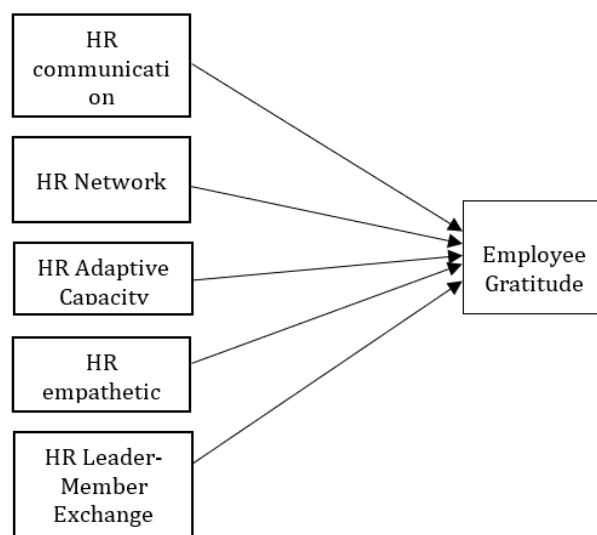 HR
communicati
on
HR Network
HR Adaptive
Capacity
HR
empathetic
HR Leader-
Member
Exchange
Employee
Gratitude